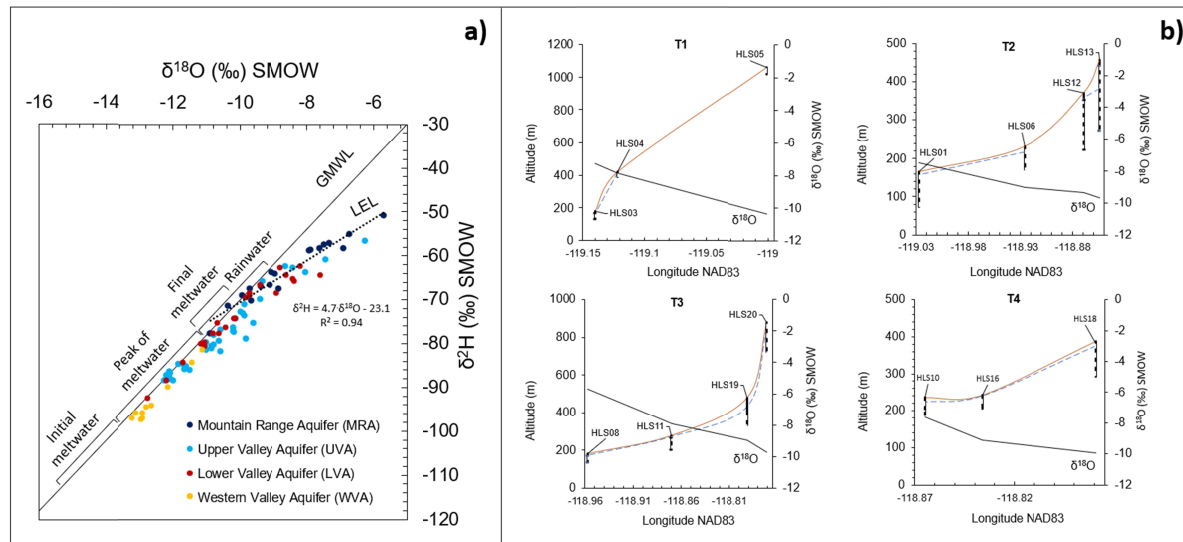 a)
δ¹⁸O (‰) SMOW
-16 -14 -12 -10 -8 -6
-30
-40
-50
-60
-70
-80
-90
-100
-110
-120
δ²H (‰) SMOW
GMWL
LEL
Rainwater
Final
meltwater
Peak of
meltwater
Initial
meltwater
δ²H = 4.7 δ¹⁸O - 23.1
R² = 0.94
Mountain Range Aquifer (MRA)
Upper Valley Aquifer (UVA)
Lower Valley Aquifer (LVA)
Western Valley Aquifer (WVA)
b)
T1
Altitude (m)
1400
1200
1000
800
600
400
200
0
HLS05
HLS04
HLS03
δ¹⁸O
0
-2
-4
-6
-8
-10
-12
δ¹⁸O (‰) SMOW
-119.15 -119.1 -119.05 -119
Longitude NAD83
T2
Altitude (m)
500
400
300
200
100
0
HLS13
HLS12
HLS06
HLS01
δ¹⁸O
0
-2
-4
-6
-8
-10
-12
δ¹⁸O (‰) SMOW
-119.03 -118.98 -118.93 -118.88
Longitude NAD83
T3
Altitude (m)
1000
800
600
400
200
0
HLS20
HLS19
HLS11
HLS08
δ¹⁸O
0
-2
-4
-6
-8
-10
-12
δ¹⁸O (‰) SMOW
-118.96 -118.91 -118.86 -118.81
Longitude NAD83
T4
Altitude (m)
500
400
300
200
100
0
HLS18
HLS10
HLS16
δ¹⁸O
0
-2
-4
-6
-8
-10
-12
δ¹⁸O (‰) SMOW
-118.87 -118.82
Longitude NAD83